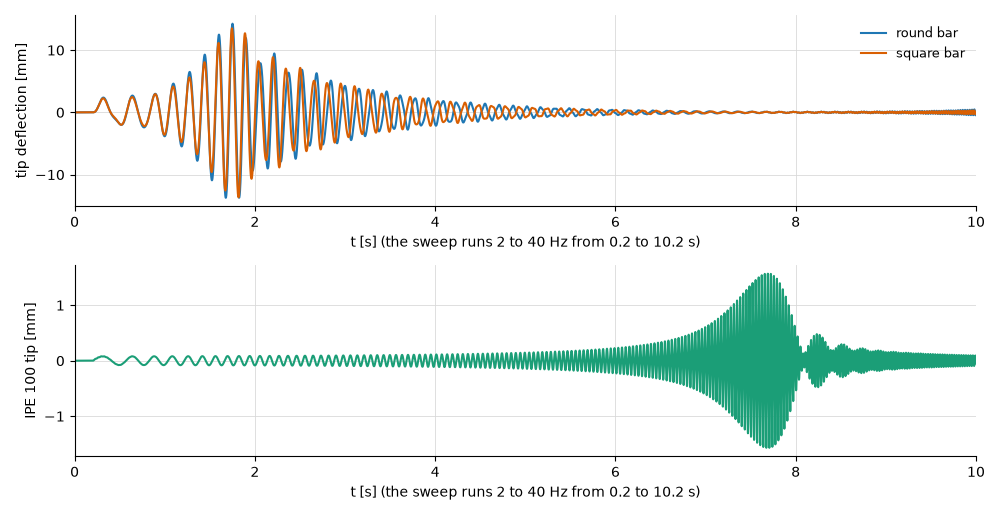 tip deflection [mm]
10
0
−10
round bar
square bar
0 2 4 6 8 10
t [s] (the sweep runs 2 to 40 Hz from 0.2 to 10.2 s)
IPE 100 tip [mm]
1
0
−1
0 2 4 6 8 10
t [s] (the sweep runs 2 to 40 Hz from 0.2 to 10.2 s)